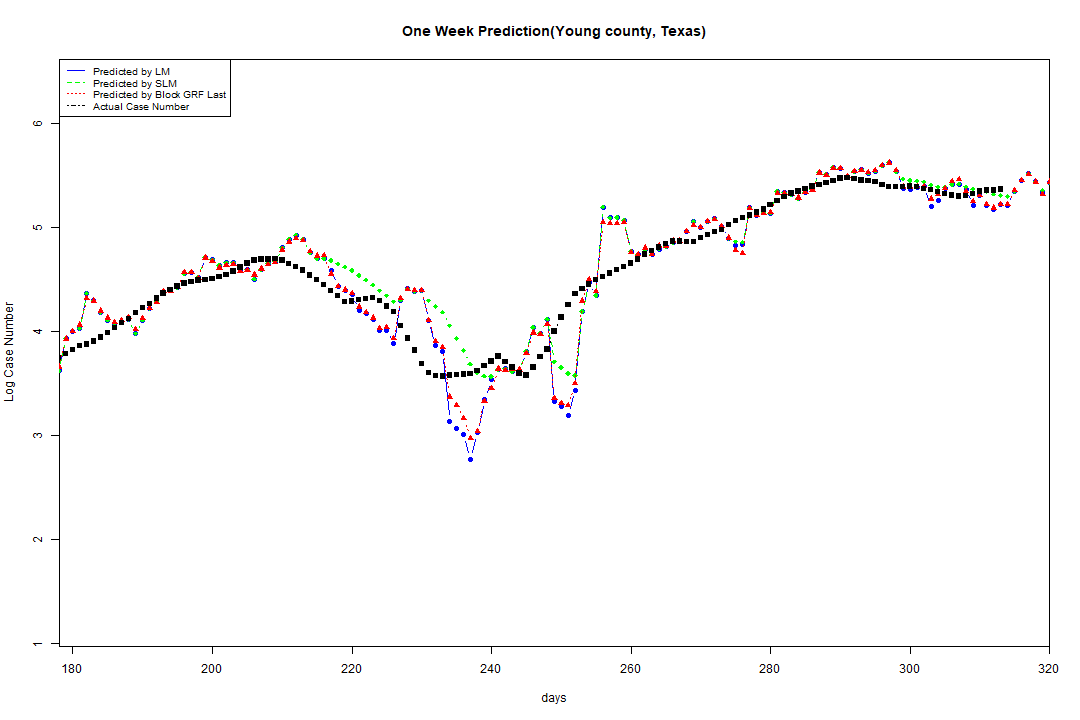 One Week Prediction(Young county, Texas)
Predicted by LM
Predicted by SLM
Predicted by Block GRF Last
Actual Case Number
6
5
4
3
2
1
Log Case Number
180 200 220 240 260 280 300 320
days